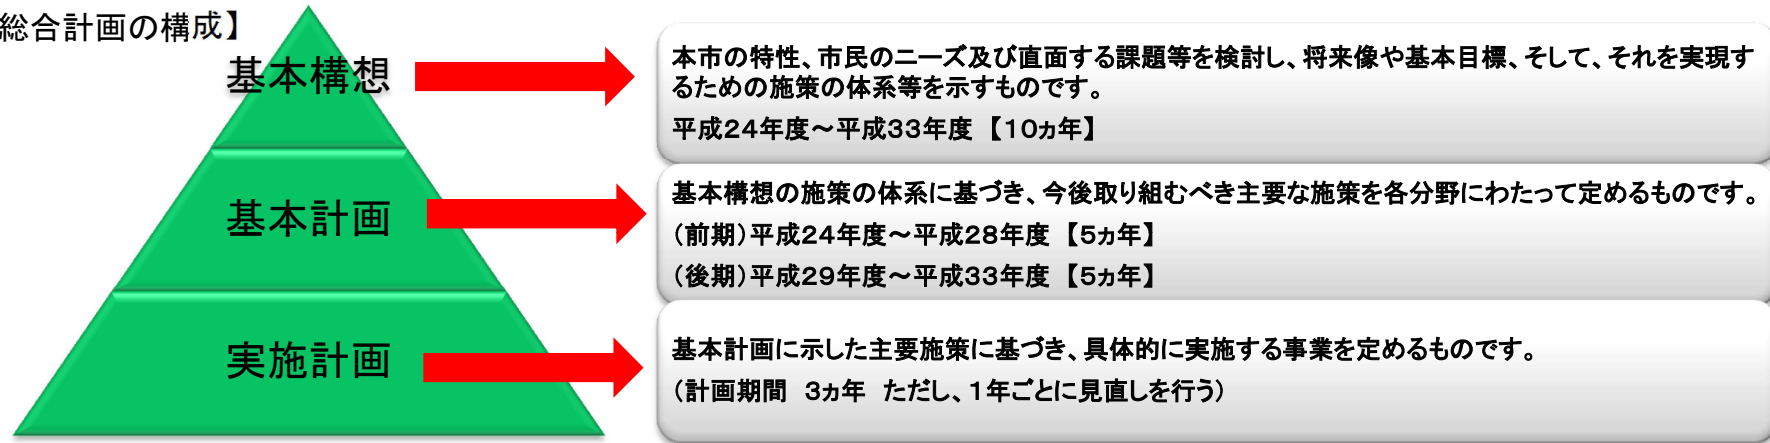 総合計画の構成】
基本構想
本市の特性、市民のニーズ及び直面する課題等を検討し、将来像や基本目標、そして、それを実現す
るための施策の体系等を示すものです。
平成24年度～平成33年度 【10ヵ年】
基本計画
基本構想の施策の体系に基づき、今後取り組むべき主要な施策を各分野にわたって定めるものです。
（前期）平成24年度～平成28年度 【5ヵ年】
（後期）平成29年度～平成33年度 【5ヵ年】
実施計画
基本計画に示した主要施策に基づき、具体的に実施する事業を定めるものです。
（計画期間　3ヵ年　ただし、1年ごとに見直しを行う）